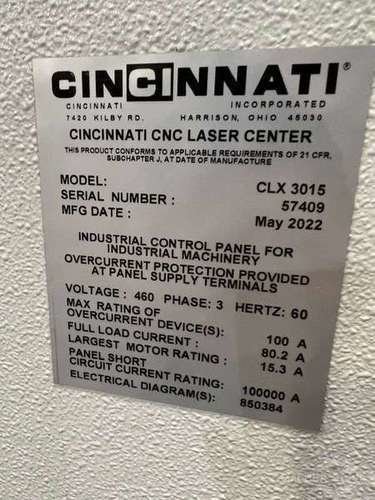 CINCINNATI®
CINCINNATI INCORPORATED
7420 KILBY RD. HARRISON, OHIO 45030
CINCINNATI CNC LASER CENTER
THIS PRODUCT CONFORMS TO APPLICABLE REQUIREMENTS OF 21 CFR,
SUBCHAPTER J, AT DATE OF MANUFACTURE
MODEL: CLX 3015
SERIAL NUMBER : 57409
MFG DATE : May 2022
INDUSTRIAL CONTROL PANEL FOR
INDUSTRIAL MACHINERY
OVERCURRENT PROTECTION PROVIDED
AT PANEL SUPPLY TERMINALS
VOLTAGE : 460 PHASE: 3 HERTZ: 60
MAX RATING OF
OVERCURRENT DEVICE(S): 100 A
FULL LOAD CURRENT : 80.2 A
LARGEST MOTOR RATING : 15.3 A
PANEL SHORT
CIRCUIT CURRENT RATING: 100000 A
ELECTRICAL DIAGRAM(S): 850384